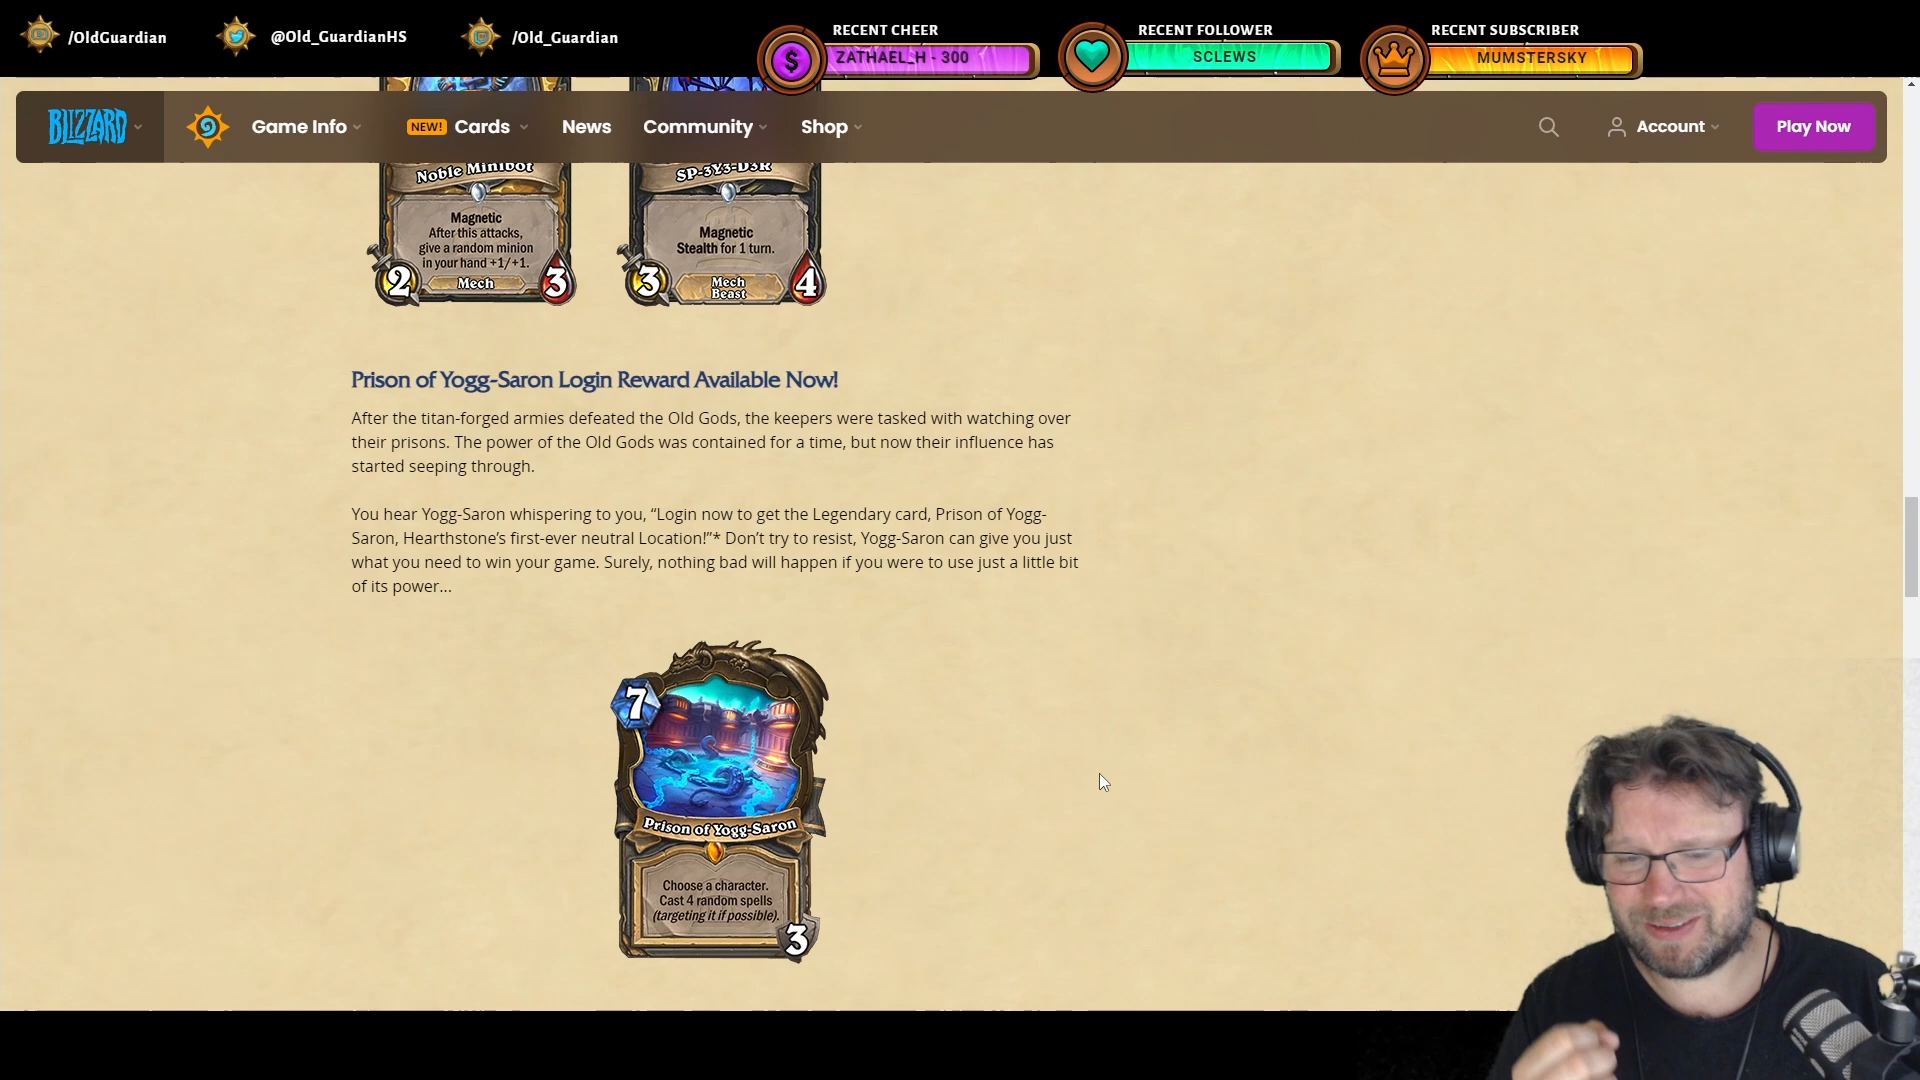 /OldGuardian
@Old_GuardianHS
/Old_Guardian
RECENT CHEER
ZATHAEL_H - 300
RECENT FOLLOWER
SCLEWS
RECENT SUBSCRIBER
MUMSTERSKY
BLIZZARD
Game Info
NEW! Cards
News
Community
Shop
Account
Play Now
Noble Minibot
Magnetic
After this attacks,
give a random minion
in your hand +1/+1.
2
Mech
3
SP-3Y3-D3R
Magnetic
Stealth for 1 turn.
3
Mech
Beast
4
Prison of Yogg-Saron Login Reward Available Now!
After the titan-forged armies defeated the Old Gods, the keepers were tasked with watching over
their prisons. The power of the Old Gods was contained for a time, but now their influence has
started seeping through.
You hear Yogg-Saron whispering to you, “Login now to get the Legendary card, Prison of Yogg-
Saron, Hearthstone’s first-ever neutral Location!”* Don’t try to resist, Yogg-Saron can give you just
what you need to win your game. Surely, nothing bad will happen if you were to use just a little bit
of its power...
7
Prison of Yogg-Saron
Choose a character.
Cast 4 random spells
(targeting it if possible).
3